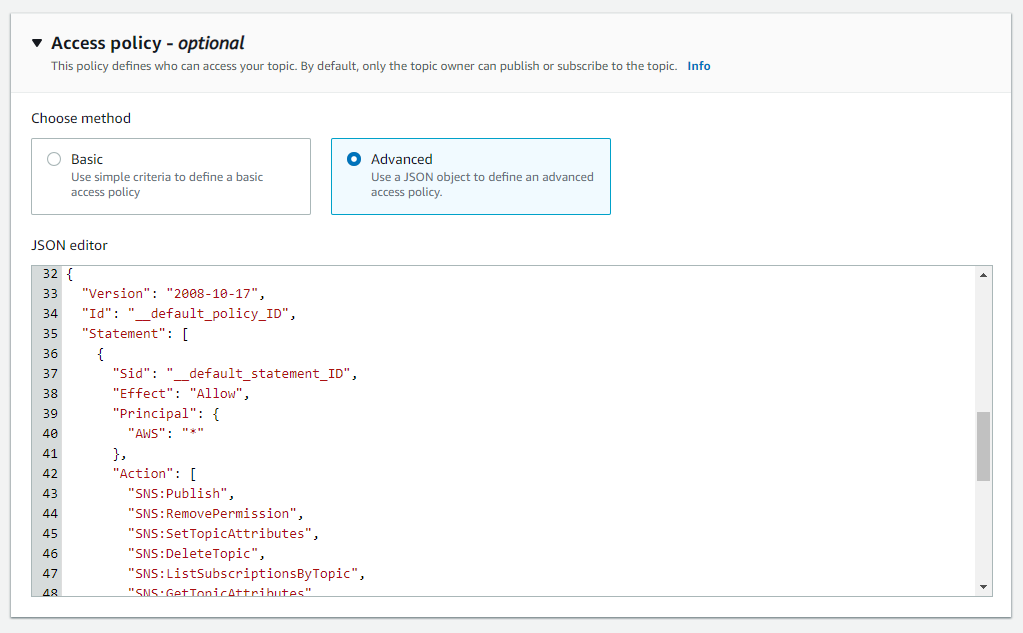 Access policy - optional
This policy defines who can access your topic. By default, only the topic owner can publish or subscribe to the topic. Info
Choose method
Basic
Use simple criteria to define a basic
access policy
Advanced
Use a JSON object to define an advanced
access policy.
JSON editor
32 {
33 "Version": "2008-10-17",
34 "Id": "__default_policy_ID",
35 "Statement": [
36 {
37 "Sid": "__default_statement_ID",
38 "Effect": "Allow",
39 "Principal": {
40 "AWS": "*"
41 },
42 "Action": [
43 "SNS:Publish",
44 "SNS:RemovePermission",
45 "SNS:SetTopicAttributes",
46 "SNS:DeleteTopic",
47 "SNS:ListSubscriptionsByTopic",
48 "SNS:GetTopicAttributes"